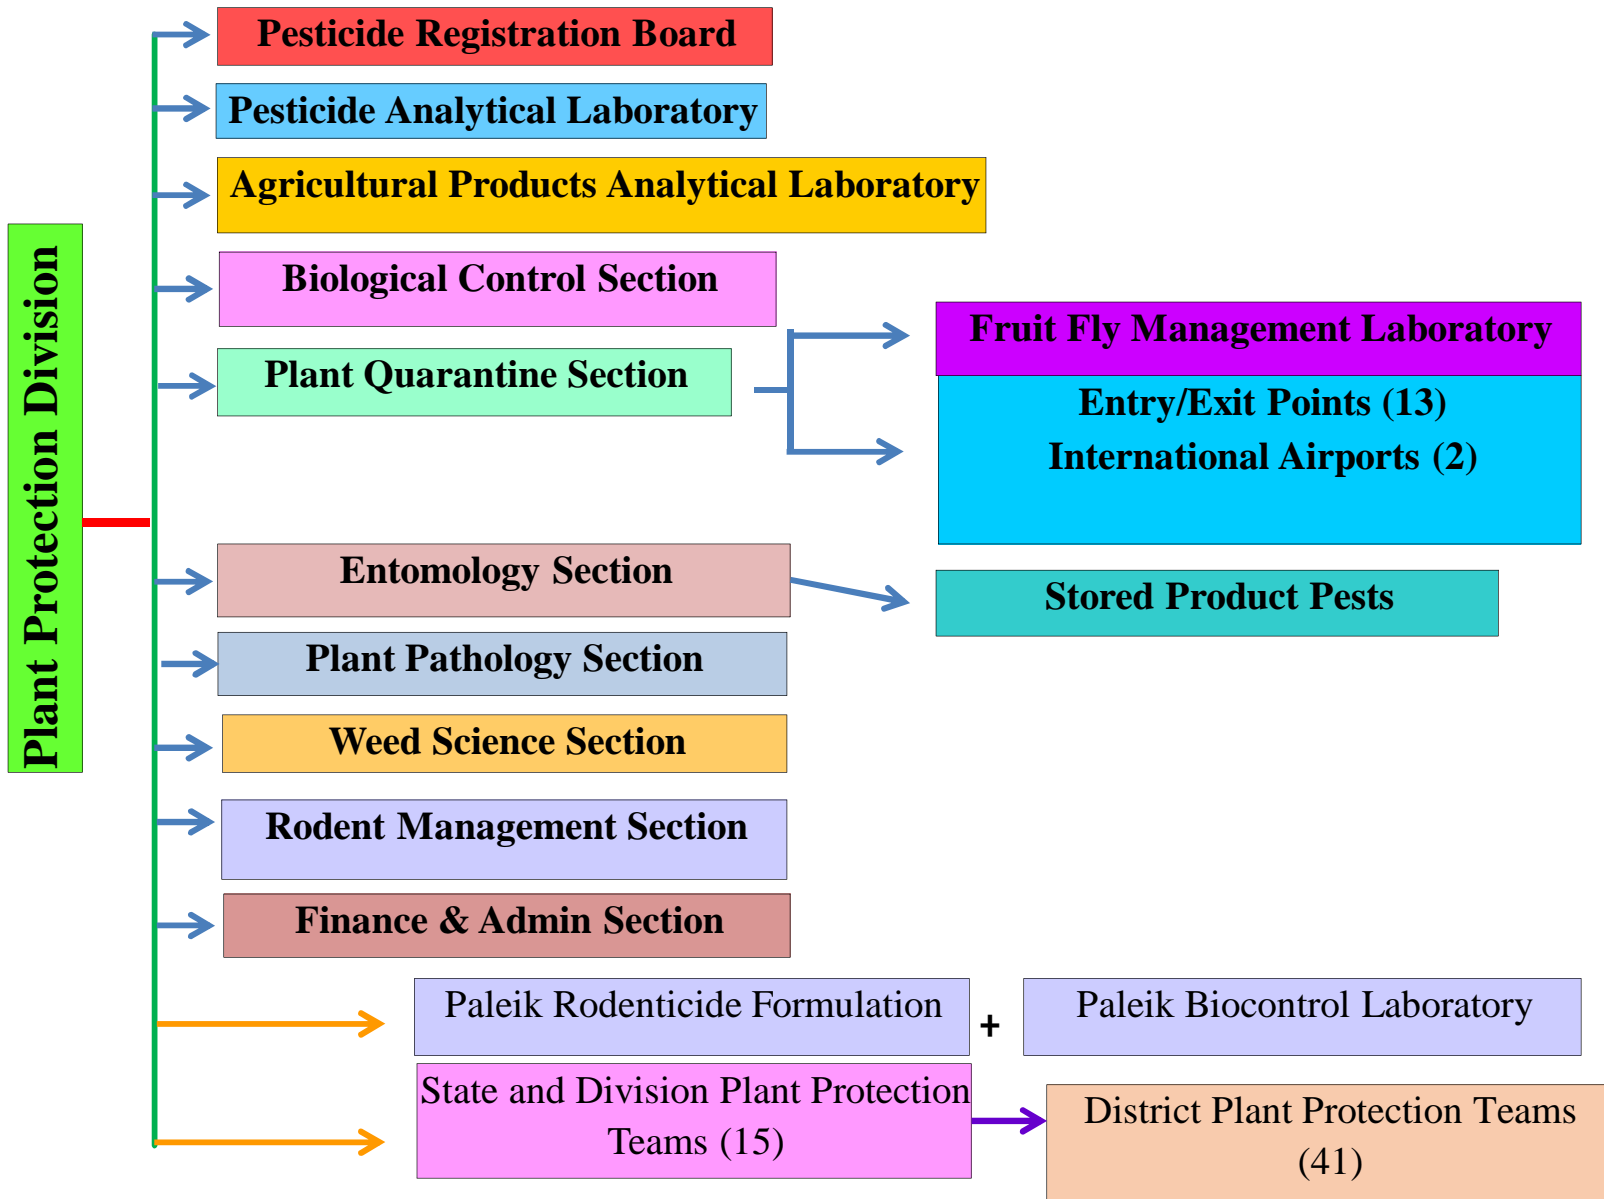 Plant Protection Division
Pesticide Registration Board
Pesticide Analytical Laboratory
Agricultural Products Analytical Laboratory
Biological Control Section
Plant Quarantine Section
Fruit Fly Management Laboratory
Entry/Exit Points (13)
International Airports (2)
Entomology Section
Stored Product Pests
Plant Pathology Section
Weed Science Section
Rodent Management Section
Finance & Admin Section
Paleik Rodenticide Formulation
+
Paleik Biocontrol Laboratory
State and Division Plant Protection
Teams (15)
District Plant Protection Teams
(41)